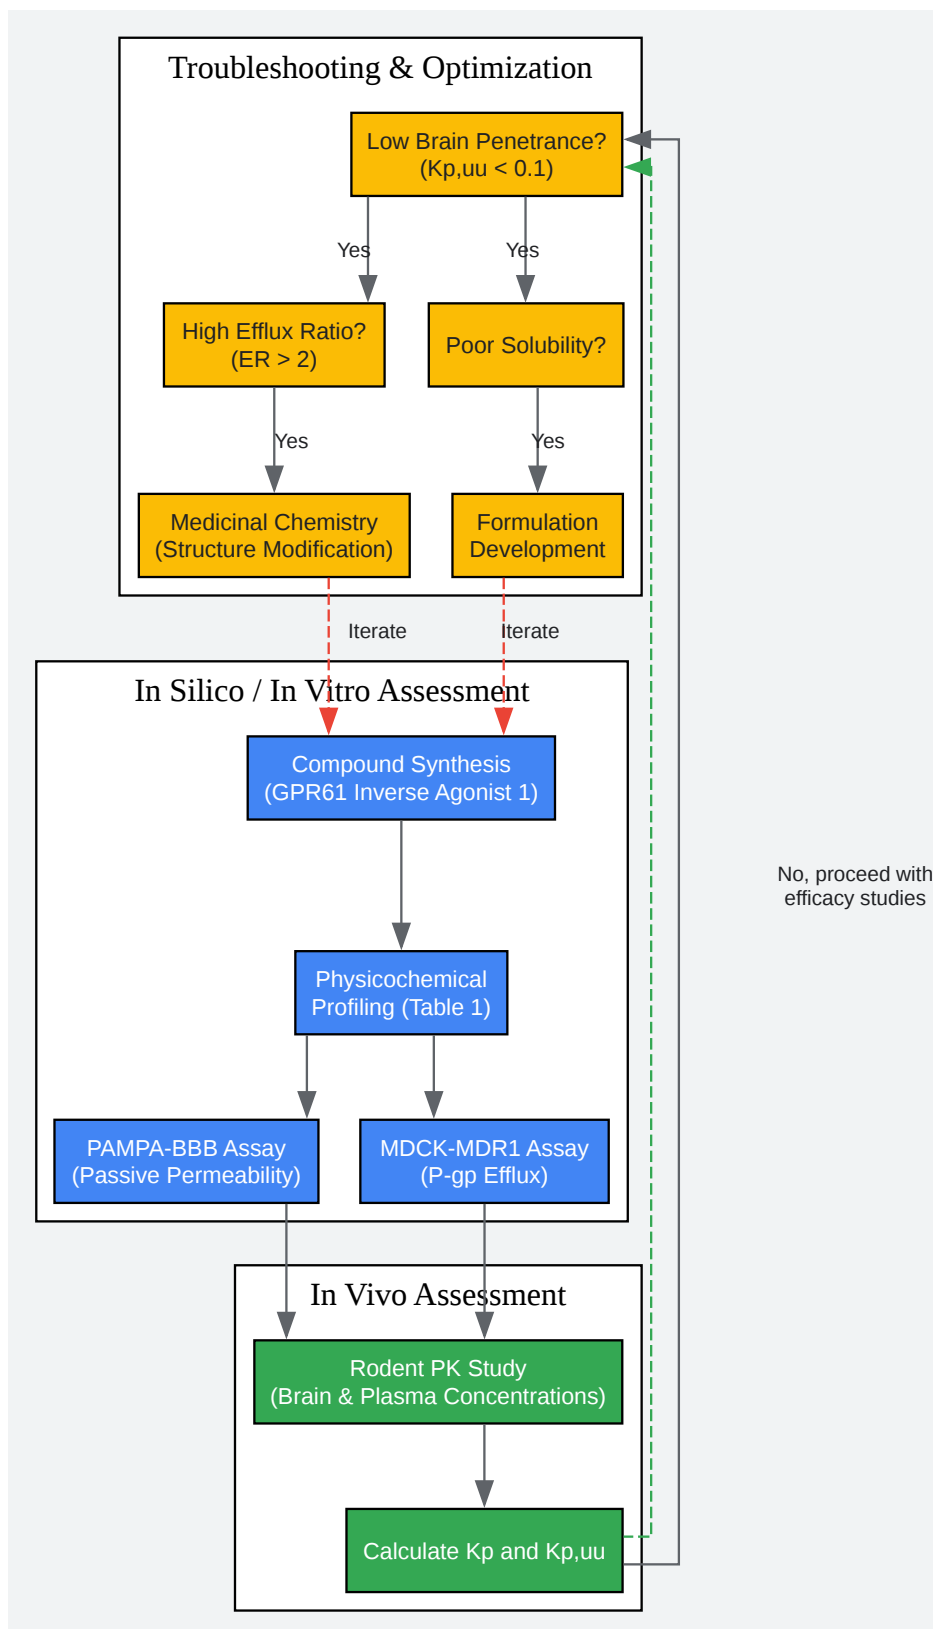 Troubleshooting & Optimization
Low Brain Penetrance?
(Kp,uu < 0.1)
Yes
Yes
High Efflux Ratio?
(ER > 2)
Poor Solubility?
Yes
Yes
Medicinal Chemistry
(Structure Modification)
Formulation
Development
Iterate
Iterate
In Silico / In Vitro Assessment
Compound Synthesis
(GPR61 Inverse Agonist 1)
No, proceed with
efficacy studies
Physicochemical
Profiling (Table 1)
PAMPA-BBB Assay
(Passive Permeability)
MDCK-MDR1 Assay
(P-gp Efflux)
In Vivo Assessment
Rodent PK Study
(Brain & Plasma Concentrations)
Calculate Kp and Kp,uu